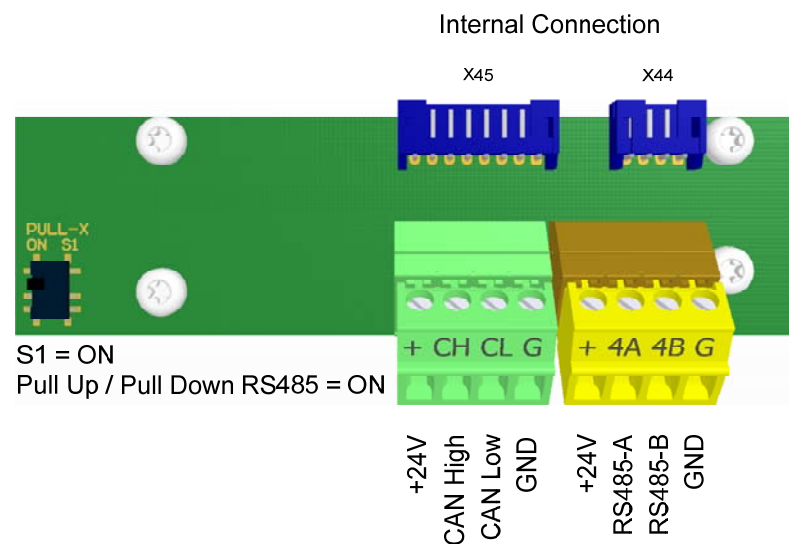 Internal Connection
X45 X44
PULL-X
ON S1
+ CH CL G + 4A 4B G
S1 = ON
Pull Up / Pull Down RS485 = ON
+24V
CAN High
CAN Low
GND
+24V
RS485-A
RS485-B
GND